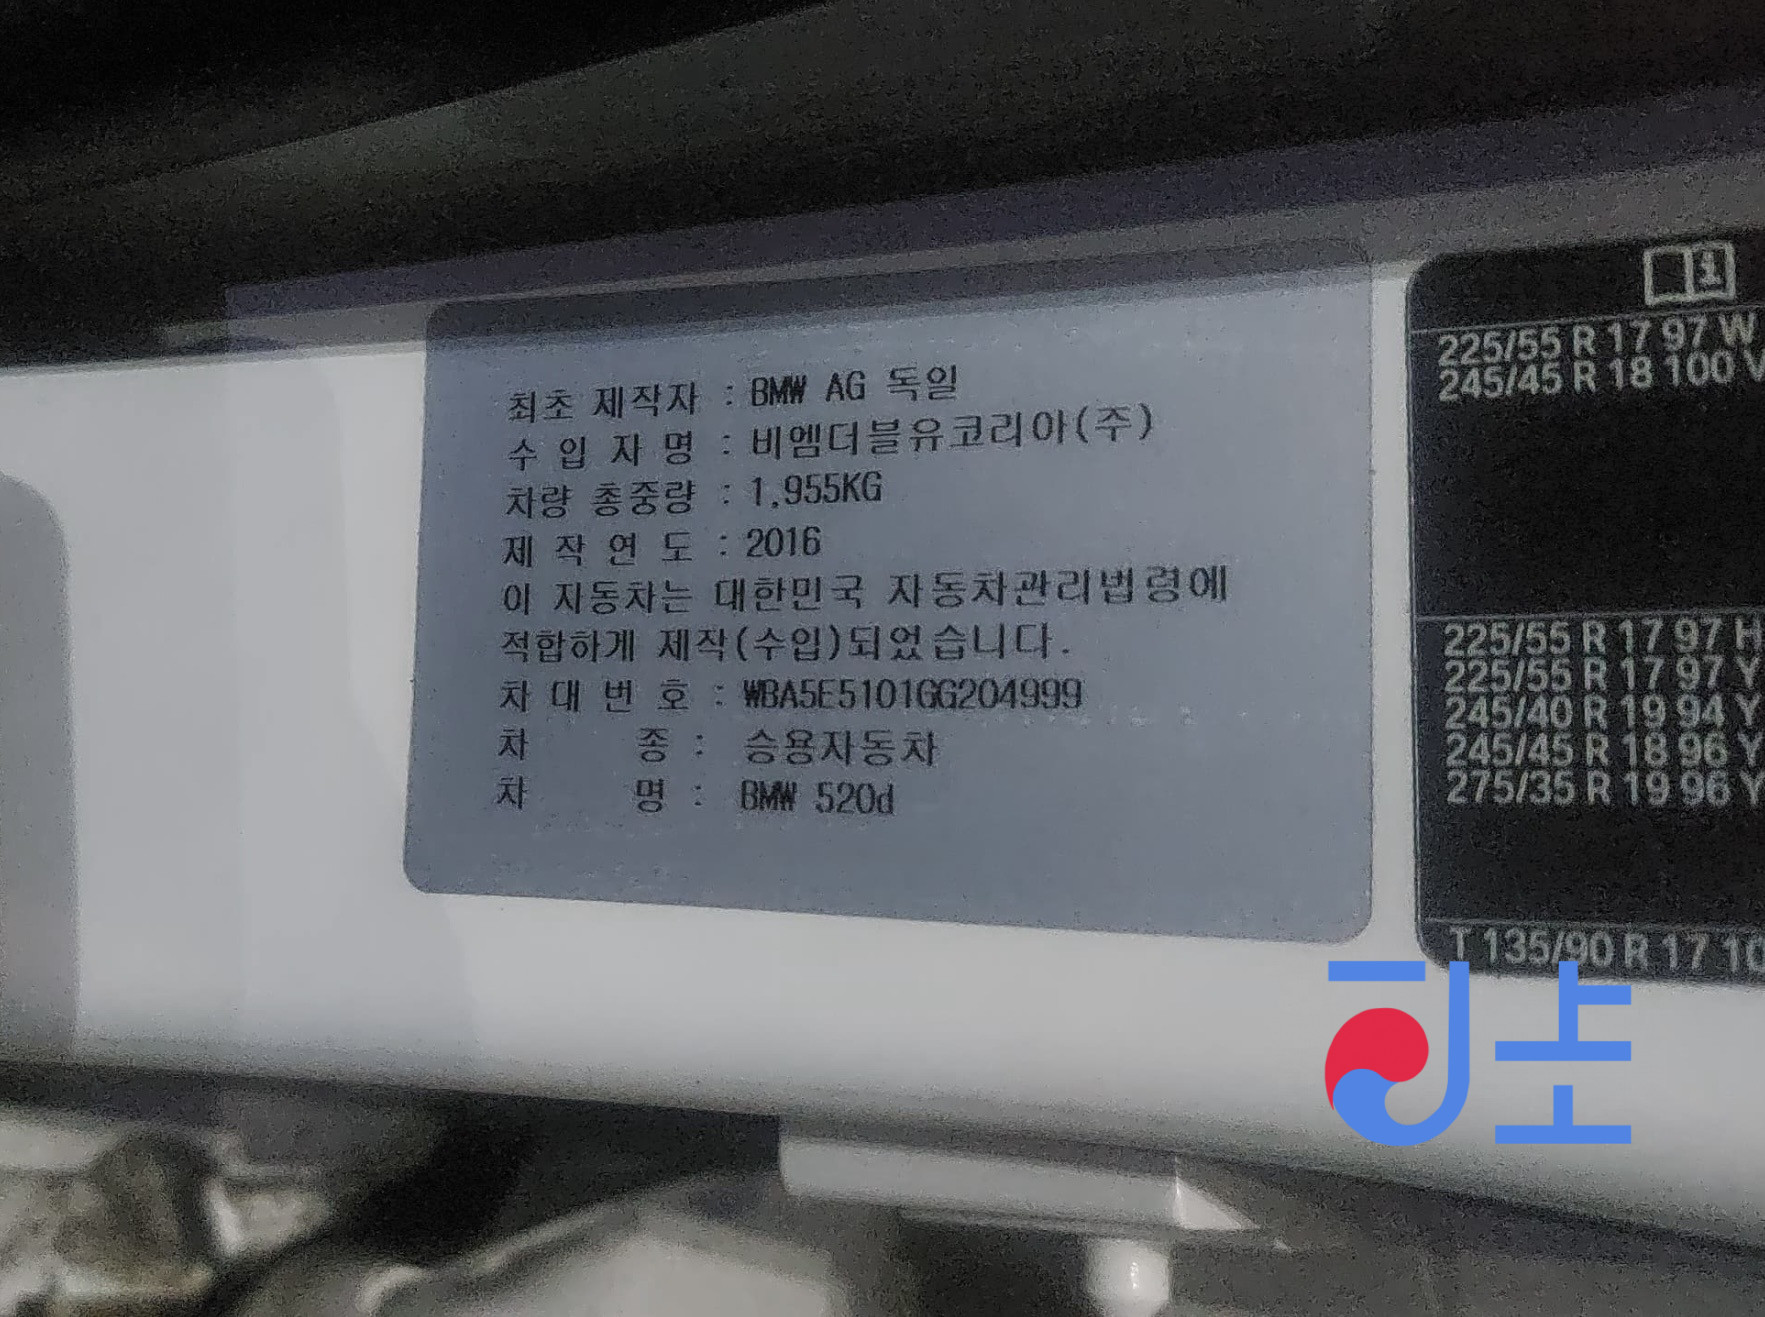 최초 제작자 : BMW AG 독일
수 입 자 명 : 비엠더블유코리아(주)
차량 총중량 : 1,955KG
제 작 연 도 : 2016
이 자동차는 대한민국 자동차관리법령에
적합하게 제작(수입)되었습니다.
차 대 번 호 : WBA5E5101GG204999
차 종 : 승용자동차
차 명 : BMW 520d
225/55 R 17 97 W
245/45 R 18 100 V
225/55 R 17 97 H
225/55 R 17 97 Y
245/40 R 19 94 Y
245/45 R 18 96 Y
275/35 R 19 96 Y
T 135/90 R 17